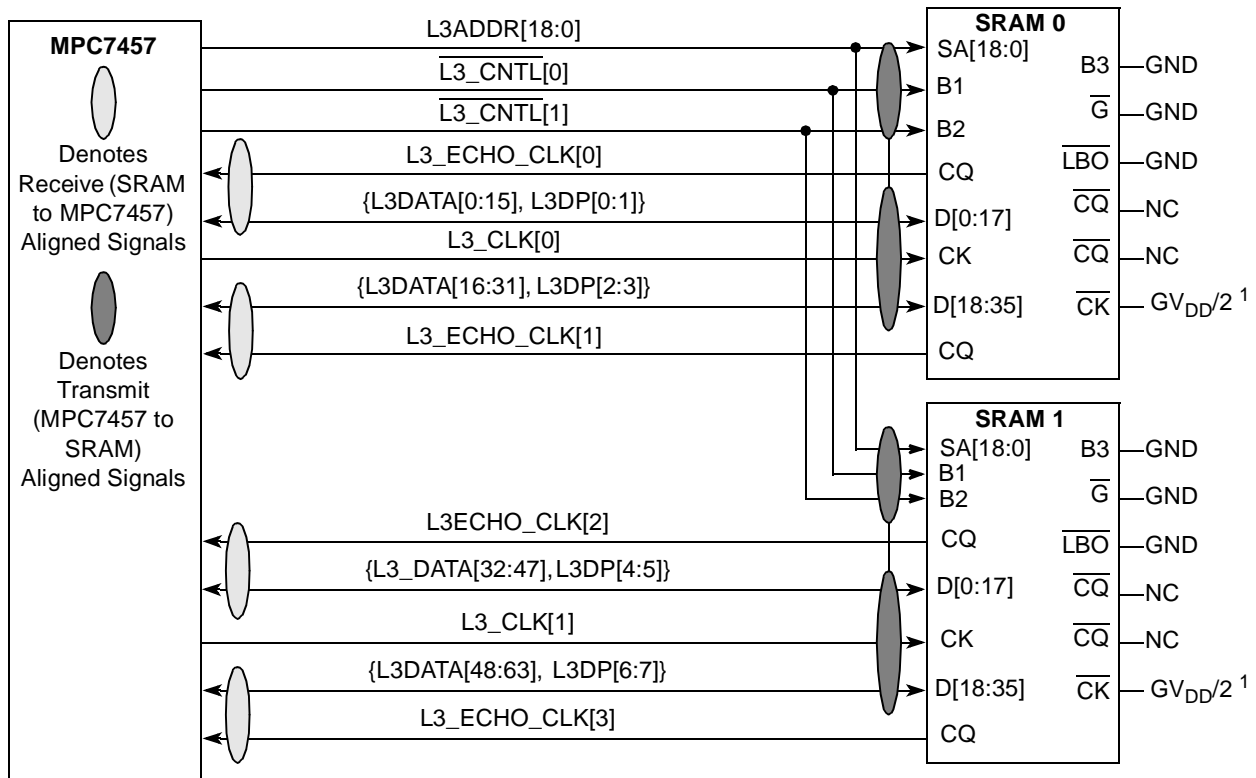 MPC7457
Denotes
Receive (SRAM
to MPC7457)
Aligned Signals
Denotes
Transmit
(MPC7457 to
SRAM)
Aligned Signals
L3ADDR[18:0]
L3_CNTL[0]
L3_CNTL[1]
L3_ECHO_CLK[0]
{L3DATA[0:15], L3DP[0:1]}
L3_CLK[0]
{L3DATA[16:31], L3DP[2:3]}
L3_ECHO_CLK[1]
L3ECHO_CLK[2]
{L3_DATA[32:47], L3DP[4:5]}
L3_CLK[1]
{L3DATA[48:63], L3DP[6:7]}
L3_ECHO_CLK[3]
SRAM 0
SA[18:0]
B1
B2
CQ
D[0:17]
CK
D[18:35]
CQ
B3 GND
G GND
LBO GND
CQ NC
CQ NC
CK GVDD/2 1
SRAM 1
SA[18:0]
B1
B2
CQ
D[0:17]
CK
D[18:35]
CQ
B3 GND
G GND
LBO GND
CQ NC
CQ NC
CK GVDD/2 1